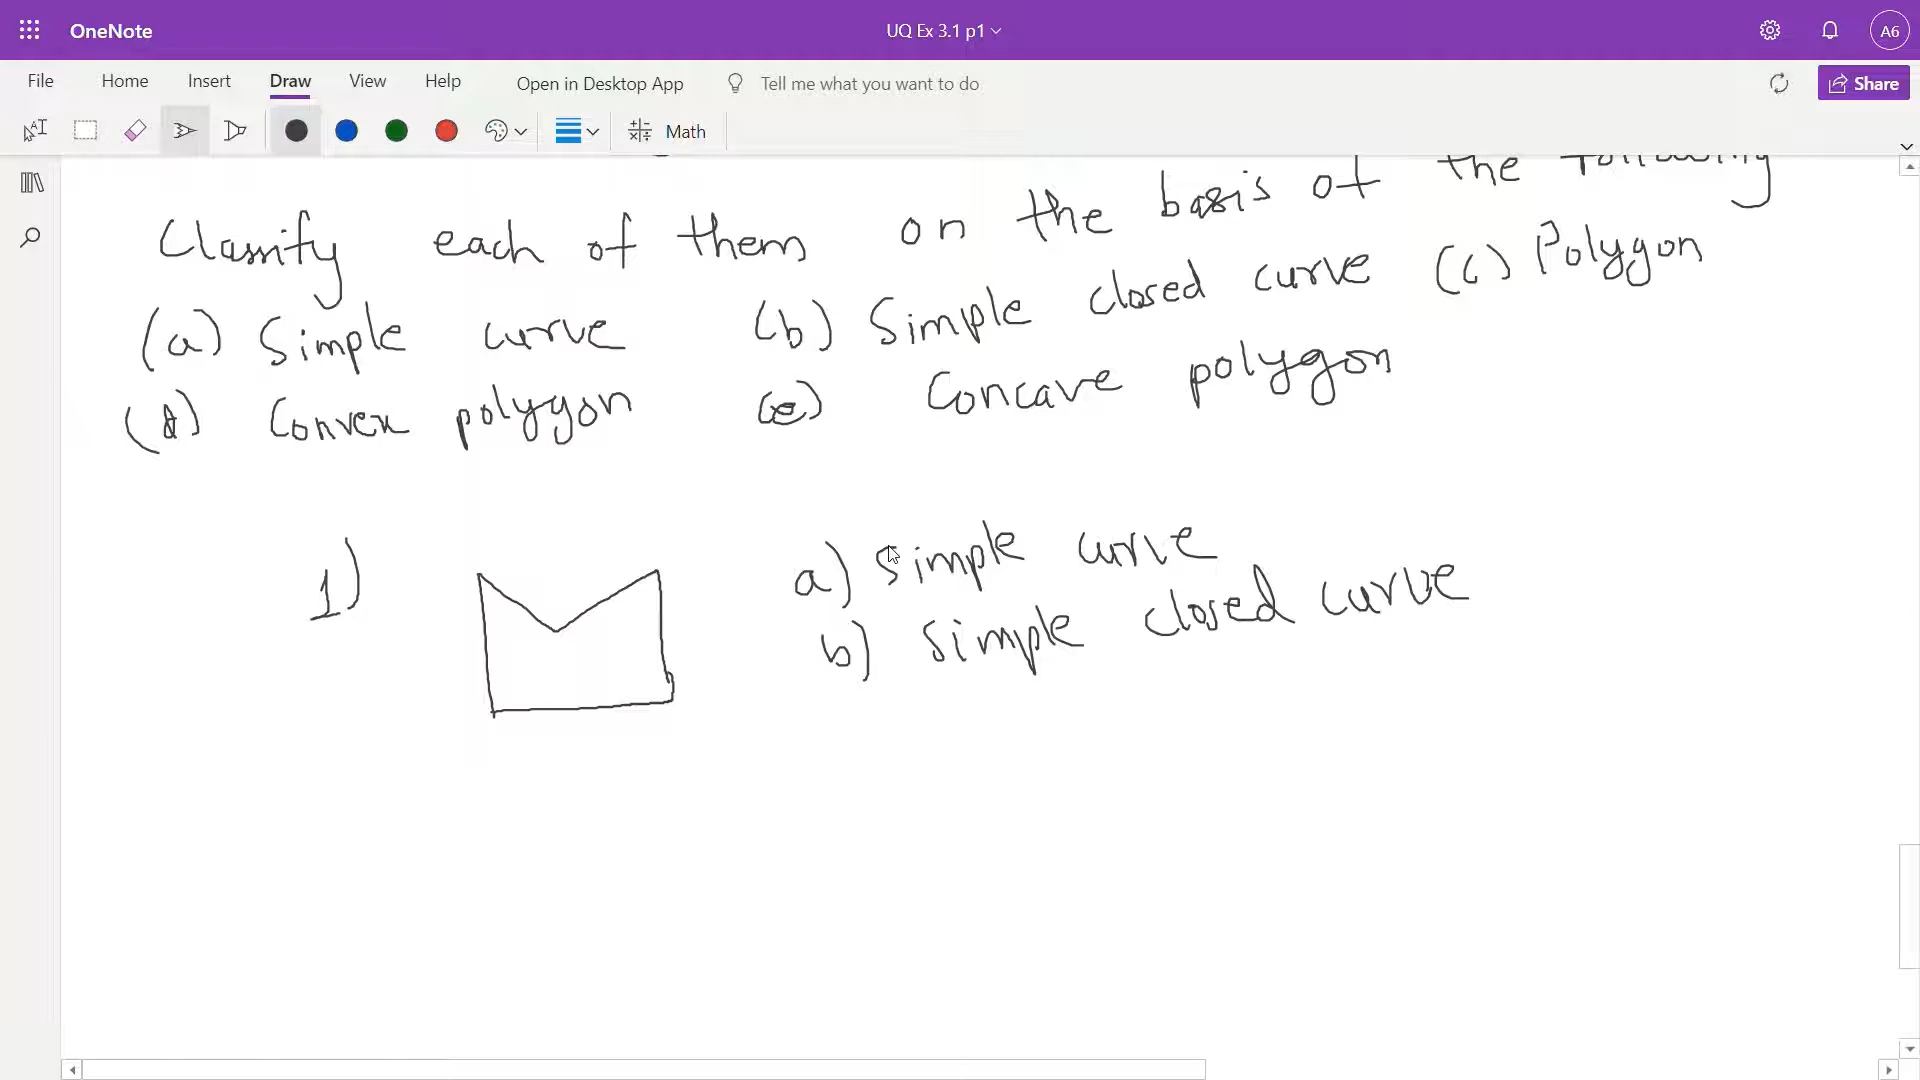 OneNote
UQ Ex 3.1 p1
A6
File Home Insert Draw View Help Open in Desktop App Tell me what you want to do
Share
Math
the following
Classify each of them on the basis of
(a) Simple curve (b) Simple closed curve (c) Polygon
(d) Convex polygon (e) Concave polygon
1)
a) Simple curve
b) Simple closed curve